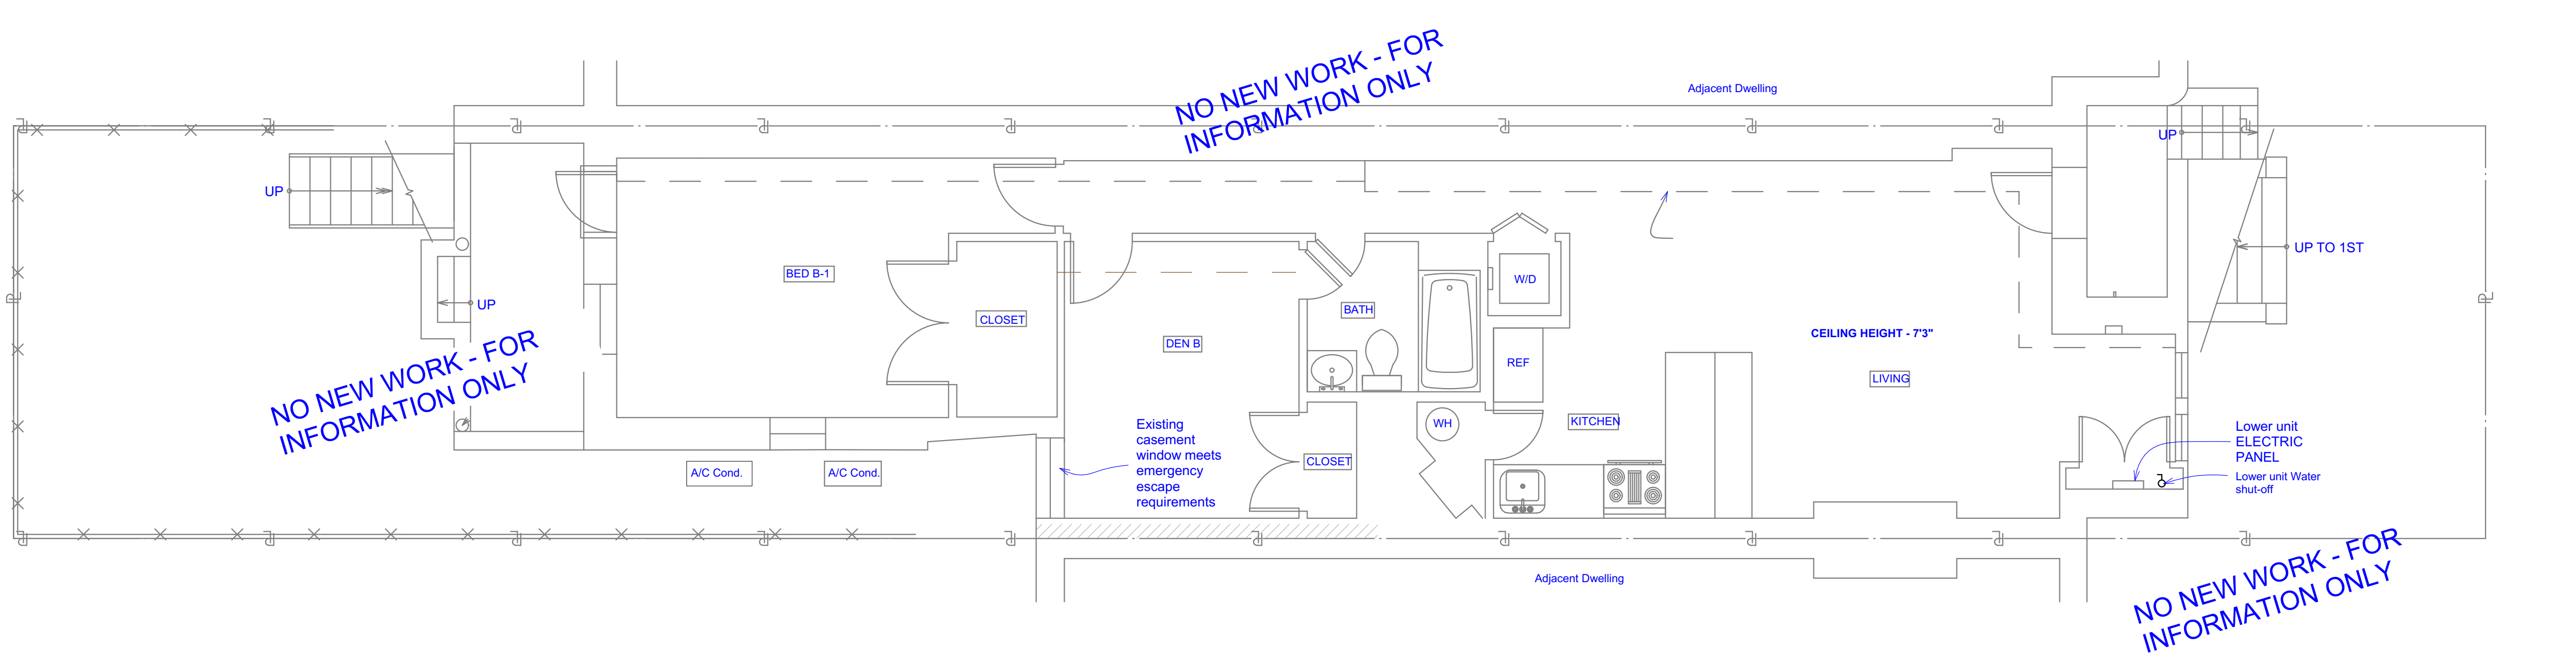 NO NEW WORK - FOR
INFORMATION ONLY
Adjacent Dwelling
UP
UP
UP TO 1ST
BED B-1
W/D
UP
BATH
CLOSET
CEILING HEIGHT - 7'3"
DEN B
REF
LIVING
NO NEW WORK - FOR
INFORMATION ONLY
Existing
casement
window meets
emergency
escape
requirements
WH
KITCHEN
Lower unit
ELECTRIC
PANEL
CLOSET
A/C Cond.
A/C Cond.
Lower unit Water
shut-off
Adjacent Dwelling
NO NEW WORK - FOR
INFORMATION ONLY